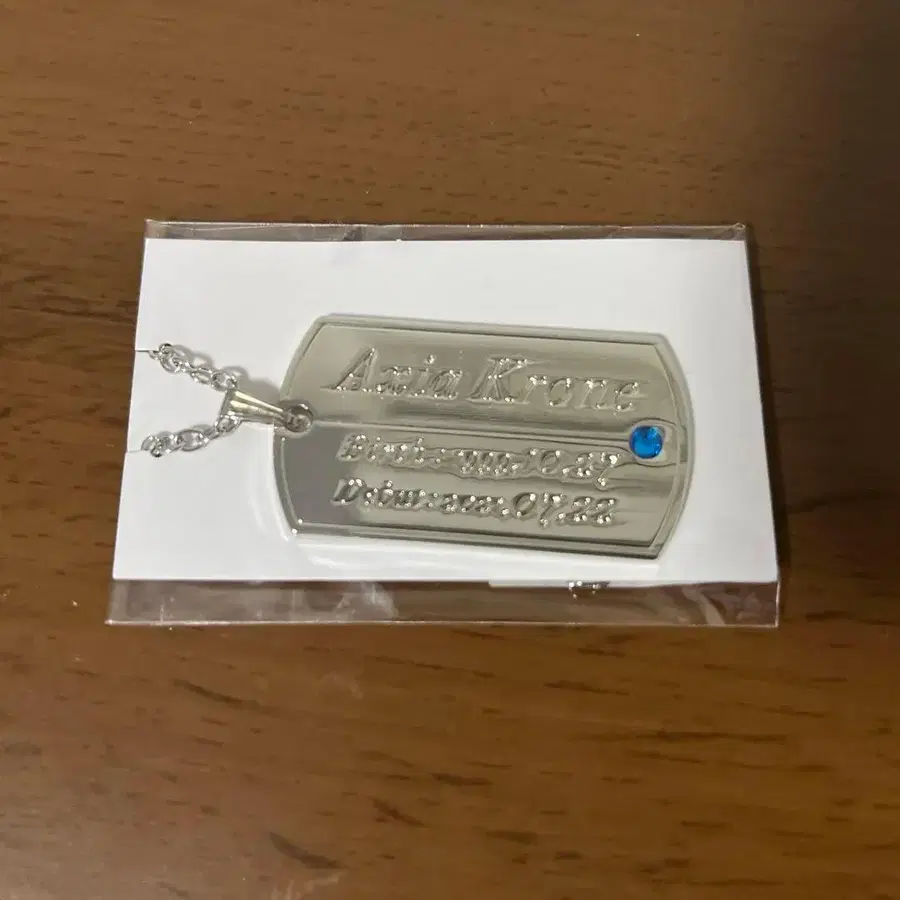 Axia Krone
Birth: 10.27
Debut: 07.22